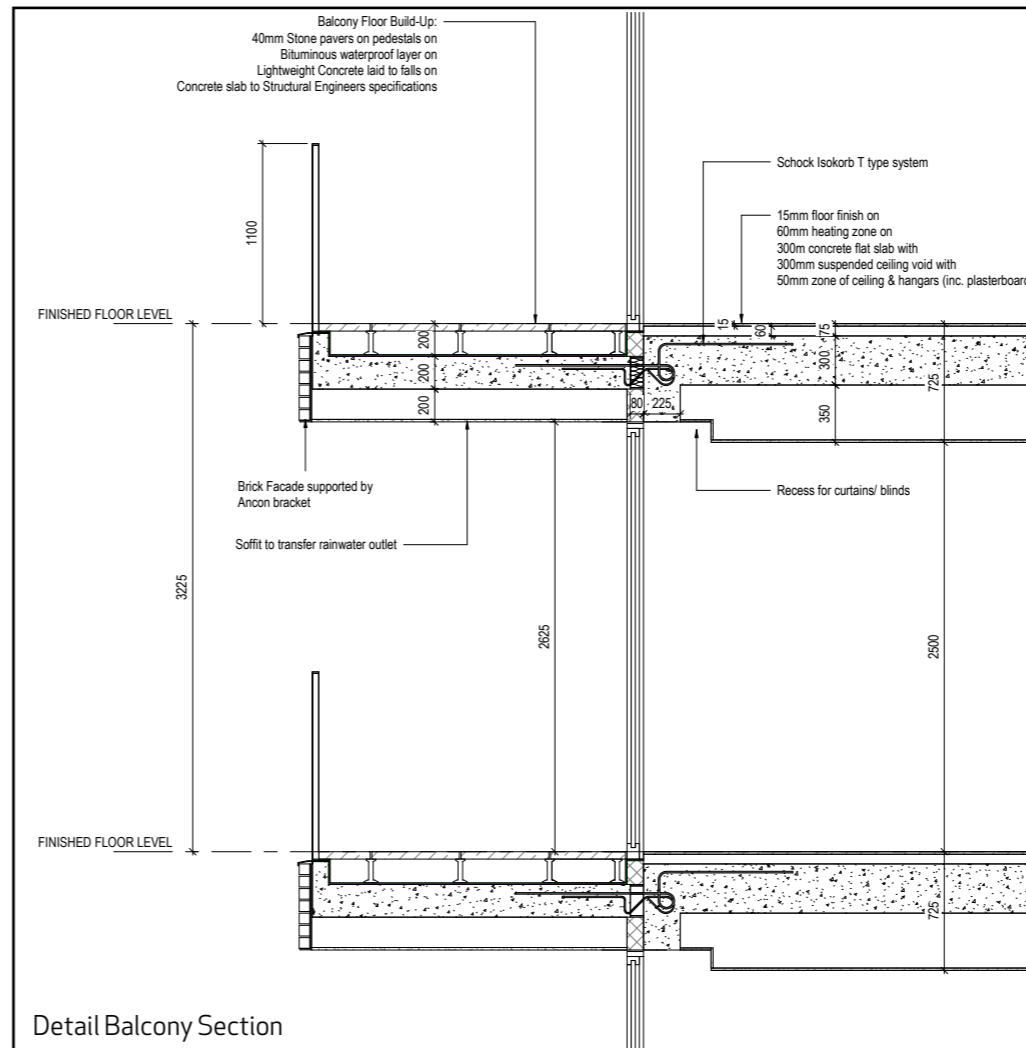 Balcony Floor Build-Up:
40mm Stone pavers on pedestals on
Bituminous waterproof layer on
Lightweight Concrete laid to falls on
Concrete slab to Structural Engineers specifications
Schock Isokorb T type system
1100
15mm floor finish on
60mm heating zone on
300m concrete flat slab with
300mm suspended ceiling void with
50mm zone of ceiling & hangars (inc. plasterboard
FINISHED FLOOR LEVEL
200
200
200
15
60
75
300
725
350
80
225
Brick Facade supported by
Ancon bracket
Recess for curtains/ blinds
Soffit to transfer rainwater outlet
3225
2625
2500
FINISHED FLOOR LEVEL
725
Detail Balcony Section